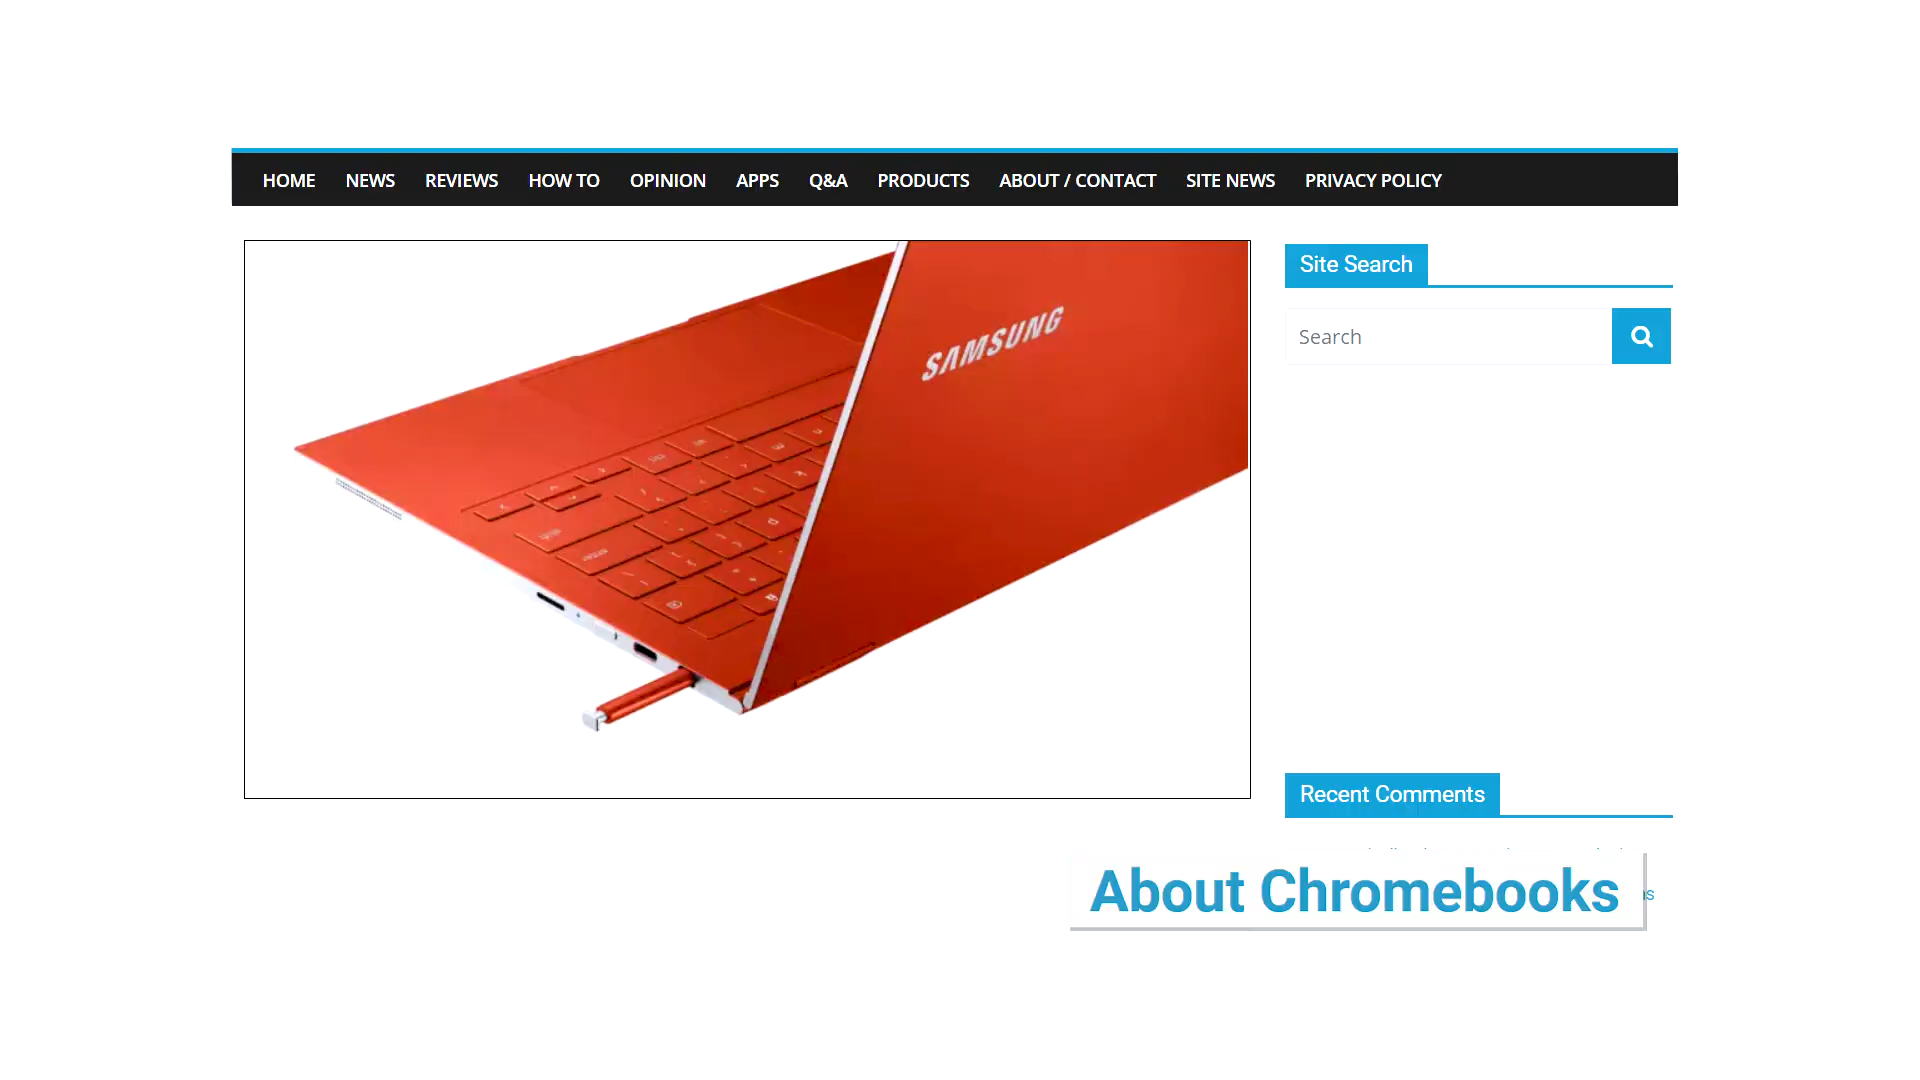 HOME NEWS REVIEWS HOW TO OPINION APPS Q&A PRODUCTS ABOUT / CONTACT SITE NEWS PRIVACY POLICY
SAMSUNG
Site Search
Search
Recent Comments
About Chromebooks